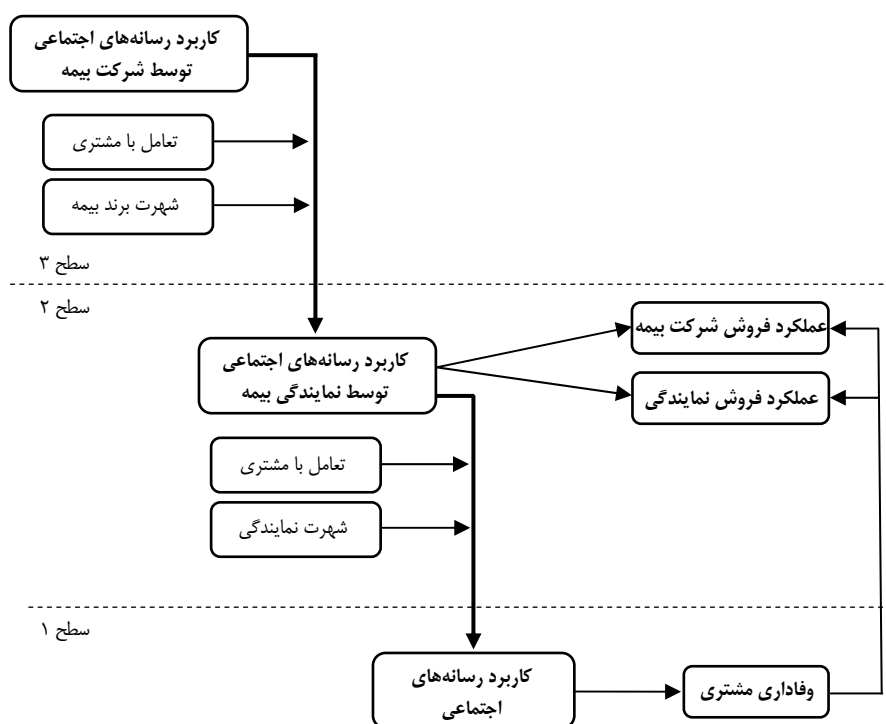 کاربرد رسانه‌های اجتماعی
توسط شرکت بیمه
تعامل با مشتری
شهرت برند بیمه
سطح ۳
سطح ۲
عملکرد فروش شرکت بیمه
کاربرد رسانه‌های اجتماعی
توسط نمایندگی بیمه
عملکرد فروش نمایندگی
تعامل با مشتری
شهرت نمایندگی
سطح ۱
کاربرد رسانه‌های
اجتماعی
وفاداری مشتری